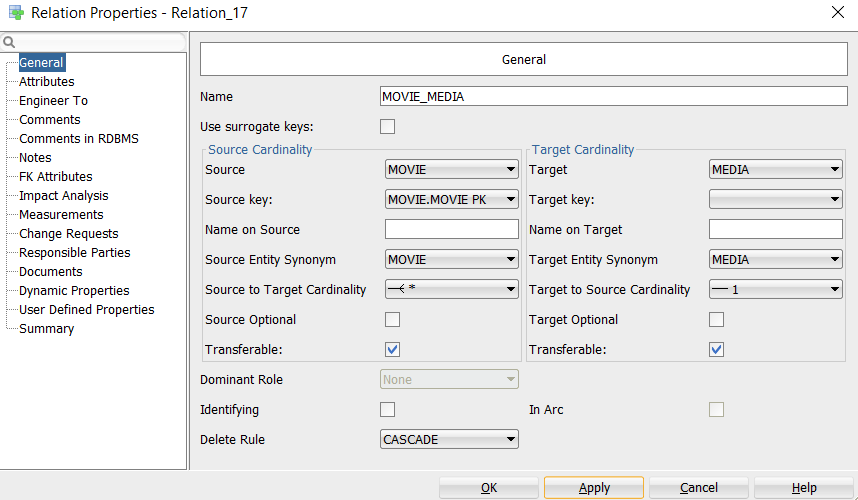 Relation Properties - Relation_17
General
Attributes
Engineer To
Comments
Comments in RDBMS
Notes
FK Attributes
Impact Analysis
Measurements
Change Requests
Responsible Parties
Documents
Dynamic Properties
User Defined Properties
Summary
General
Name MOVIE_MEDIA
Use surrogate keys:
Source Cardinality
Source MOVIE
Source key: MOVIE.MOVIE PK
Name on Source
Source Entity Synonym MOVIE
Source to Target Cardinality *
Source Optional
Transferable:
Target Cardinality
Target MEDIA
Target key:
Name on Target
Target Entity Synonym MEDIA
Target to Source Cardinality 1
Target Optional
Transferable:
Dominant Role None
Identifying In Arc
Delete Rule CASCADE
OK Apply Cancel Help